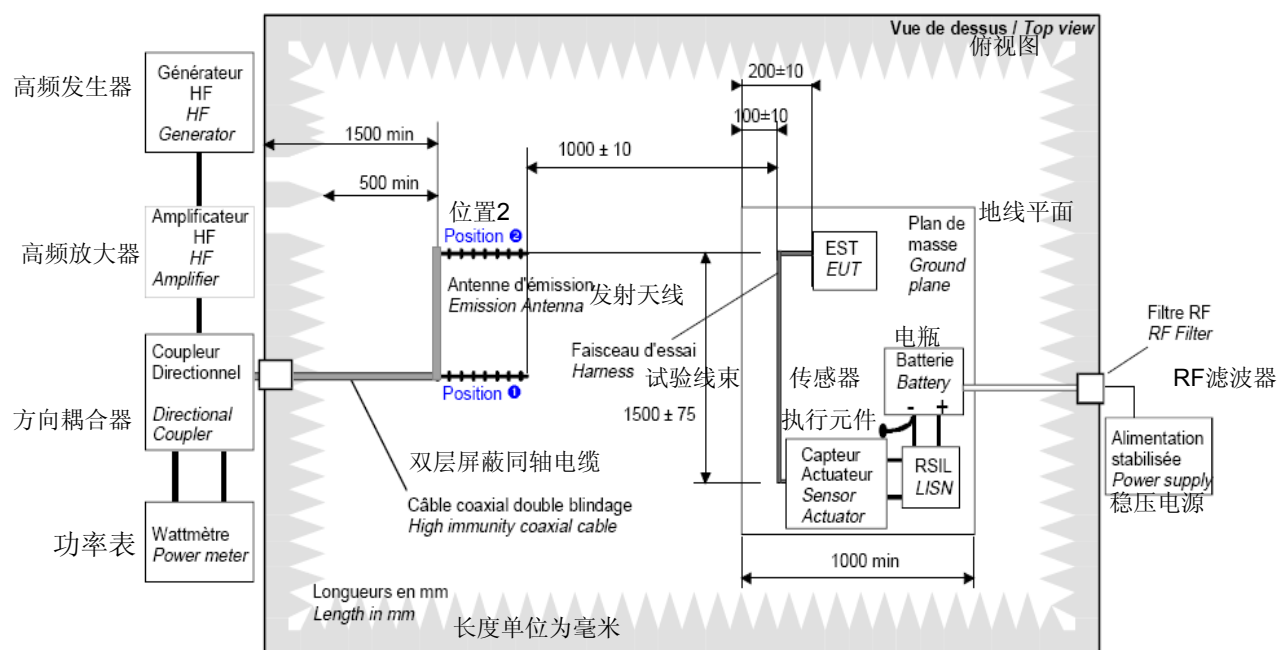 Vue de dessus / Top view
俯视图
高频发生器
Générateur
HF
HF
Generator
200±10
100±10
1500 min
1000 ± 10
500 min
高频放大器
Amplificateur
HF
HF
Amplifier
位置2
Position ❷
Antenne d'émission
Emission Antenna
发射天线
EST
EUT
Plan de
masse
Ground
plane
地线平面
Filtre RF
RF Filter
RF滤波器
方向耦合器
Coupleur
Directionnel
Directional
Coupler
Position ❶
Faisceau d'essai
Harness
试验线束
1500 ± 75
传感器
执行元件
电瓶
Batterie
Battery
- +
Capteur
Actuateur
Sensor
Actuator
RSIL
LISN
Alimentation
stabilisée
Power supply
稳压电源
双层屏蔽同轴电缆
Câble coaxial double blindage
High immunity coaxial cable
功率表
Wattmètre
Power meter
1000 min
Longueurs en mm
Length in mm
长度单位为毫米